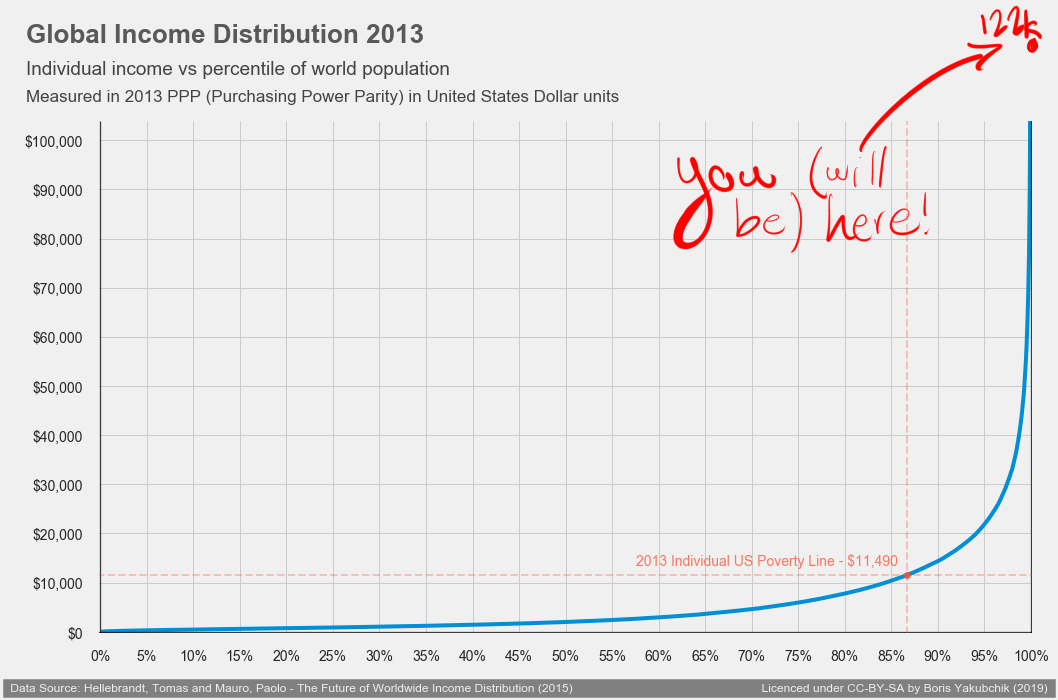 Global Income Distribution 2013
122k
Individual income vs percentile of world population
Measured in 2013 PPP (Purchasing Power Parity) in United States Dollar units
$100,000
you (will
be) here!
$90,000
$80,000
$70,000
$60,000
$50,000
$40,000
$30,000
$20,000
2013 Individual US Poverty Line - $11,490
$10,000
$0
0% 5% 10% 15% 20% 25% 30% 35% 40% 45% 50% 55% 60% 65% 70% 75% 80% 85% 90% 95% 100%
Data Source: Hellebrandt, Tomas and Mauro, Paolo - The Future of Worldwide Income Distribution (2015) Licenced under CC-BY-SA by Boris Yakubchik (2019)